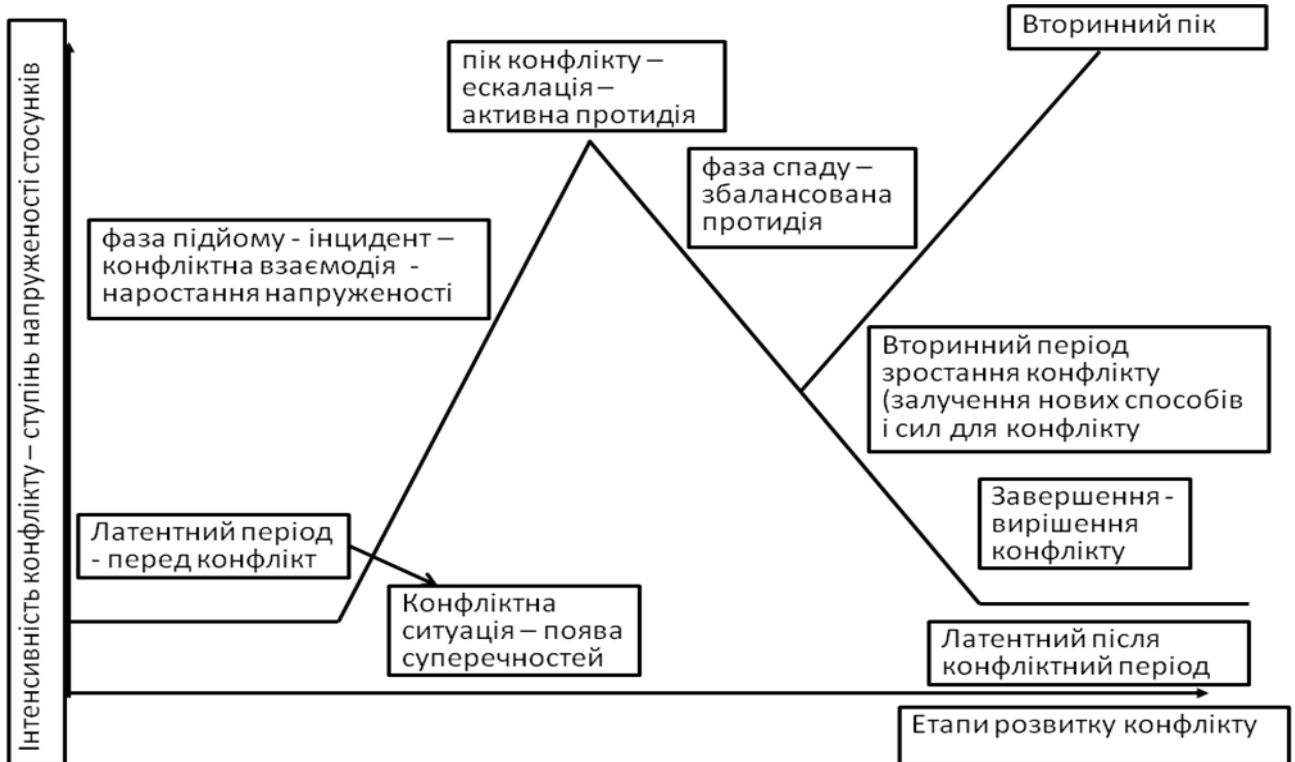 Інтенсивність конфлікту – ступінь напруженості стосунків
Вторинний пік
пік конфлікту –
ескалація –
активна протидія
фаза спаду –
збалансована
протидія
фаза підйому - інцидент –
конфліктна взаємодія -
наростання напруженості
Вторинний період
зростання конфлікту
(залучення нових способів
і сил для конфлікту
Латентний період
- перед конфлікт
Завершення -
вирішення
конфлікту
Конфліктна
ситуація – поява
суперечностей
Латентний після
конфліктний період
Етапи розвитку конфлікту